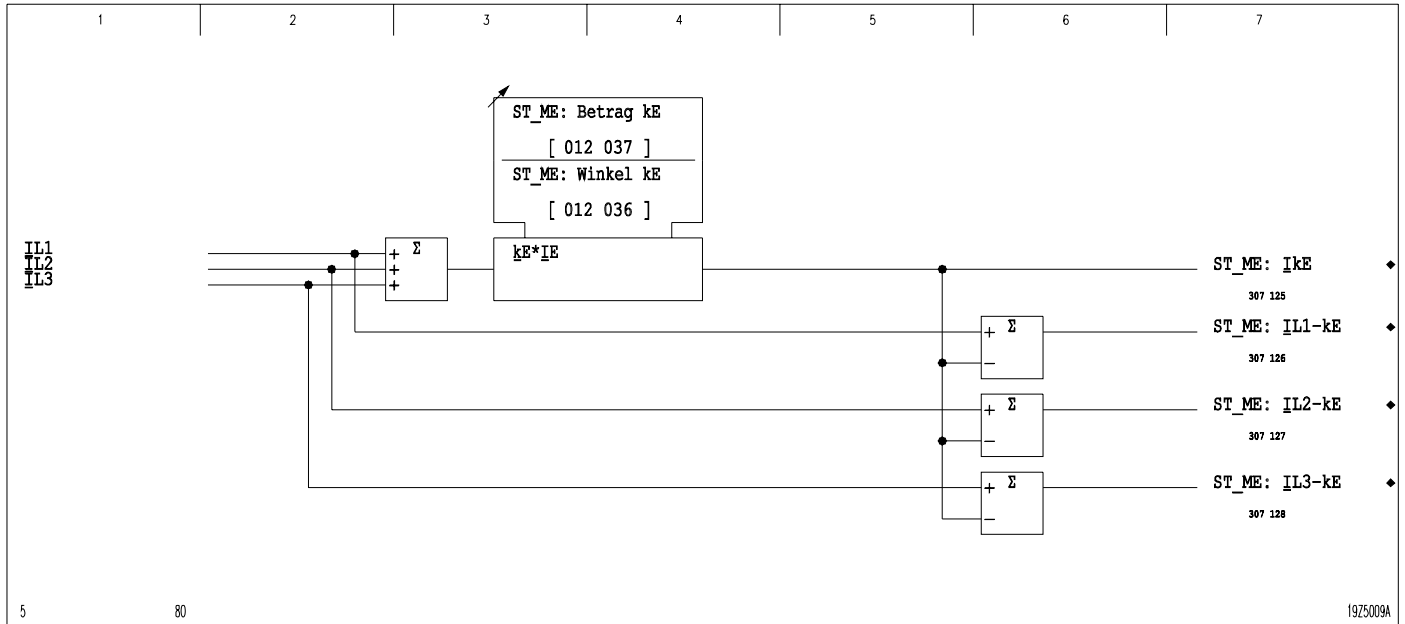 1 2 3 4 5 6 7
ST_ME: Betrag kE
[ 012 037 ]
ST_ME: Winkel kE
[ 012 036 ]
IL1
IL2
IL3
+ Σ
+
+
kE*IE
ST_ME: IkE
307 125
+ Σ
−
ST_ME: IL1-kE
307 126
+ Σ
−
ST_ME: IL2-kE
307 127
+ Σ
−
ST_ME: IL3-kE
307 128
5 80 19Z5009A